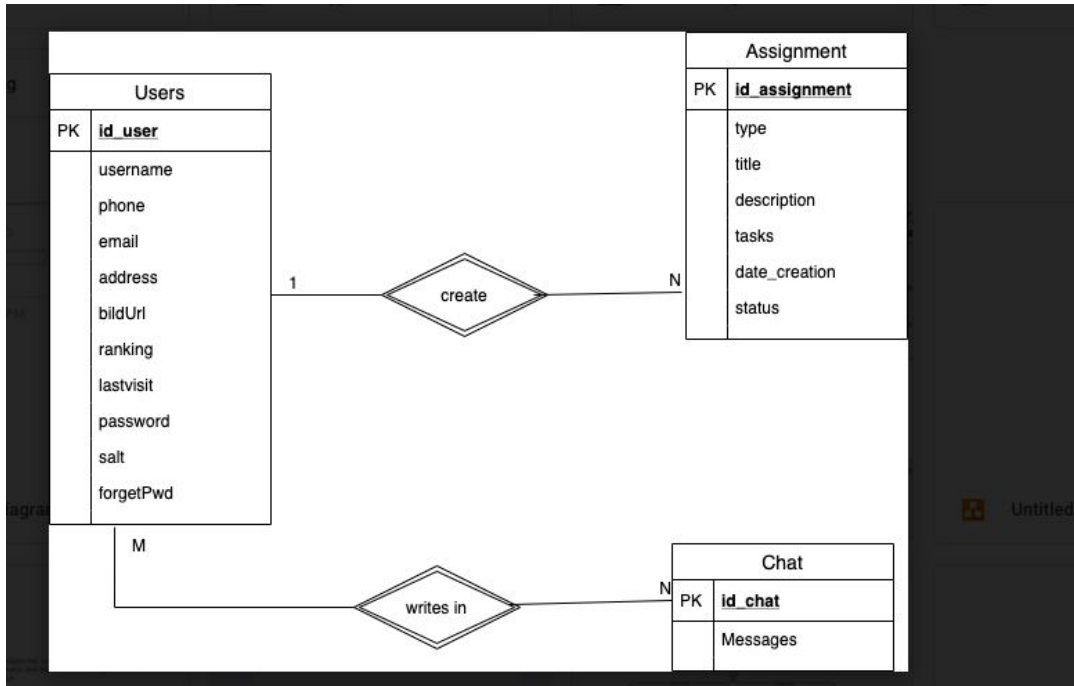 Users
PK id_user
username
phone
email
address
bildUrl
ranking
lastvisit
password
salt
forgetPwd
Assignment
PK id_assignment
type
title
description
tasks
date_creation
status
1
create
N
M
writes in
N
Chat
PK id_chat
Messages
Untitled